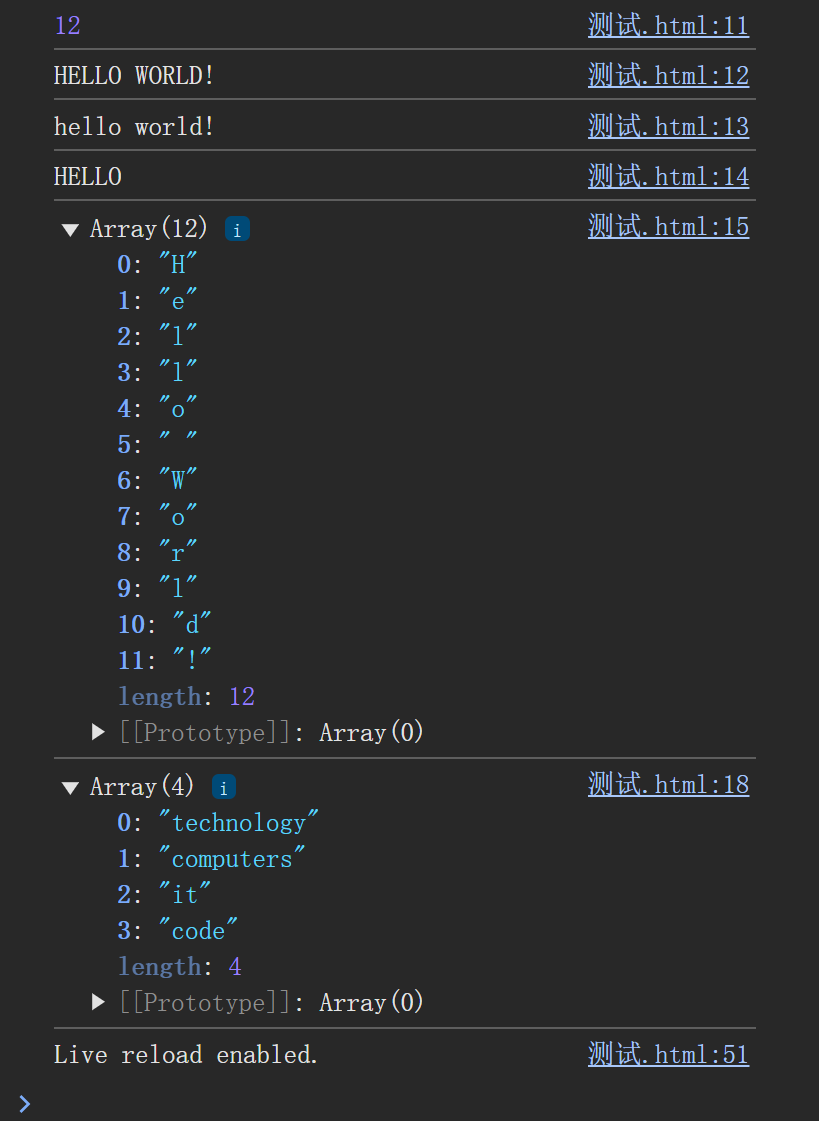 12 测试.html:11
HELLO WORLD! 测试.html:12
hello world! 测试.html:13
HELLO 测试.html:14
▼ Array(12) i 测试.html:15
0: "H"
1: "e"
2: "l"
3: "l"
4: "o"
5: " "
6: "W"
7: "o"
8: "r"
9: "l"
10: "d"
11: "!"
length: 12
▶ [[Prototype]]: Array(0)
▼ Array(4) i 测试.html:18
0: "technology"
1: "computers"
2: "it"
3: "code"
length: 4
▶ [[Prototype]]: Array(0)
Live reload enabled. 测试.html:51
>